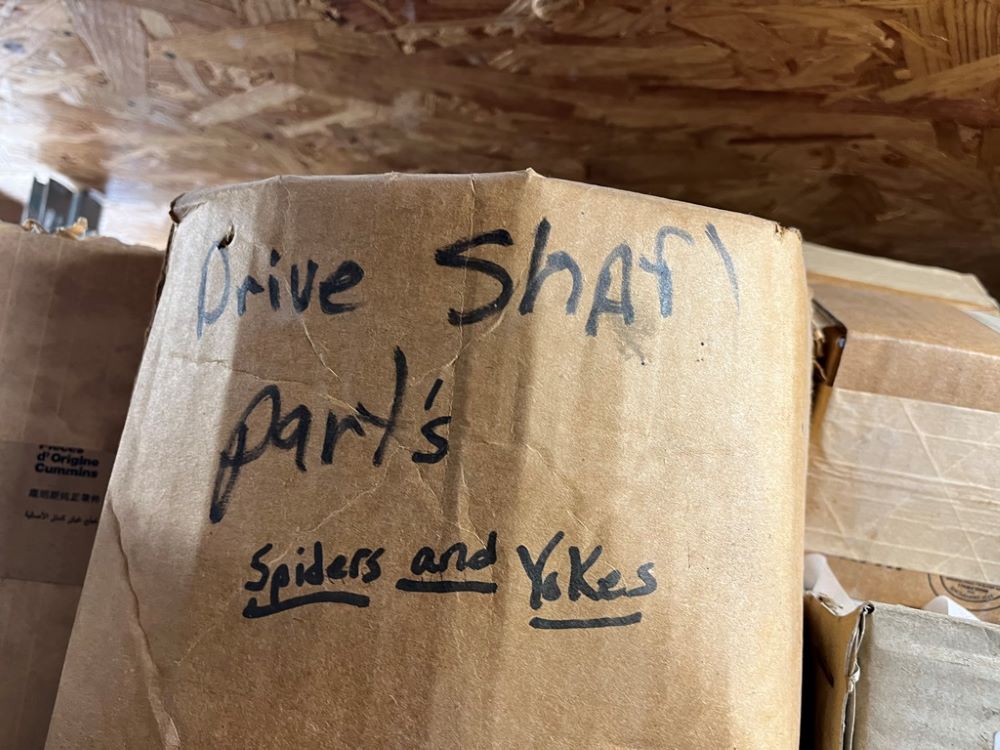 Drive Shaft
part's
Spiders and Yokes
d'Origine
Cummins